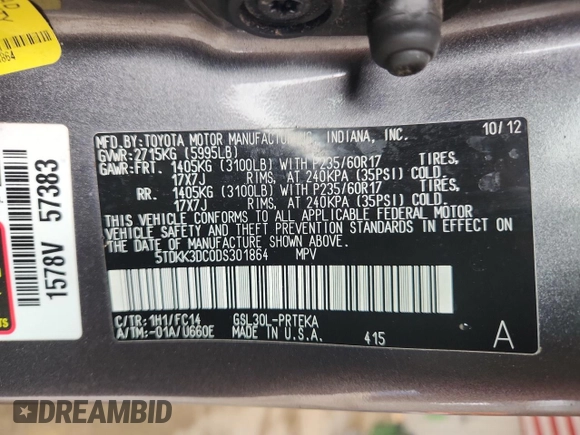 MFD.BY:TOYOTA MOTOR MANUFACTURING, INDIANA, INC. 10/12
GVWR:2715KG (5995LB)
GAWR:FRT. 1405KG (3100LB) WITH P235/60R17 TIRES,
17X7J RIMS, AT 240KPA (35PSI) COLD.
RR. 1405KG (3100LB) WITH P235/60R17 TIRES,
17X7J RIMS, AT 240KPA (35PSI) COLD.
THIS VEHICLE CONFORMS TO ALL APPLICABLE FEDERAL MOTOR
VEHICLE SAFETY AND THEFT PREVENTION STANDARDS IN EFFECT
ON THE DATE OF MANUFACTURE SHOWN ABOVE.
5TDKK3DC0DS301864 MPV
C/TR:1H1/FC14 GSL30L-PRTEKA
A/TM:-01A/U660E MADE IN U.S.A. 415 A
1578V 57383
864
DREAMBID